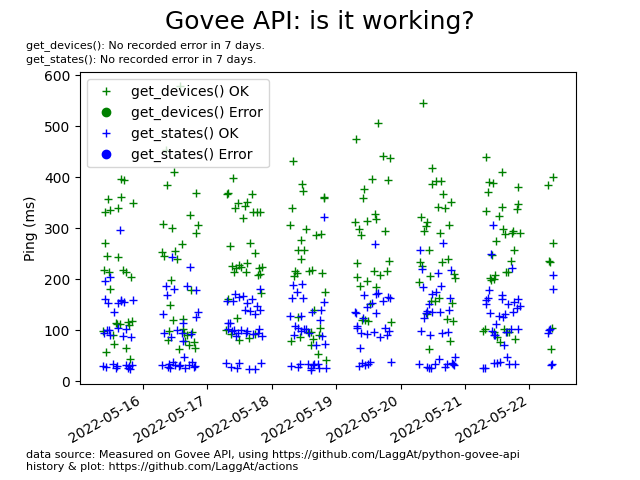 Govee API: is it working?
get_devices(): No recorded error in 7 days.
get_states(): No recorded error in 7 days.
600
500
400
300
200
100
0
Ping (ms)
get_devices() OK
get_devices() Error
get_states() OK
get_states() Error
2022-05-16
2022-05-17
2022-05-18
2022-05-19
2022-05-20
2022-05-21
2022-05-22
data source: Measured on Govee API, using https://github.com/LaggAt/python-govee-api
history & plot: https://github.com/LaggAt/actions